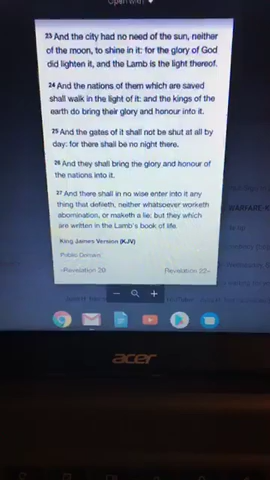 Open with
23 And the city had no need of the sun, neither
of the moon, to shine in it: for the glory of God
did lighten it, and the Lamb is the light thereof.
24 And the nations of them which are saved
shall walk in the light of it: and the kings of the
earth do bring their glory and honour into it.
25 And the gates of it shall not be shut at all by
day: for there shall be no night there.
26 And they shall bring the glory and honour of
the nations into it.
27 And there shall in no wise enter into it any
thing that defileth, neither whatsoever worketh
abomination, or maketh a lie: but they which
are written in the Lamb's book of life.
King James Version (KJV)
Public Domain
«Revelation 20 Revelation 22»
acer